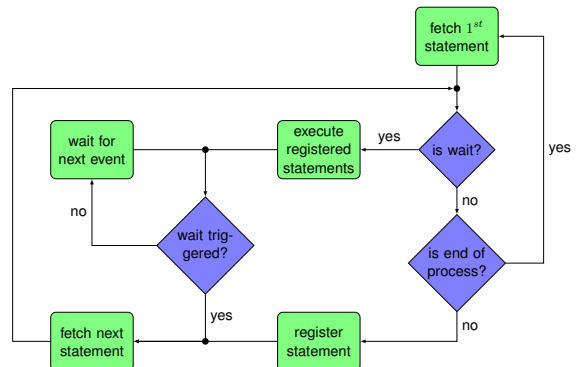 fetch 1st
statement
wait for
next event
execute
registered
statements
yes
is wait?
yes
no
no
wait trig-
gered?
is end of
process?
yes
no
fetch next
statement
register
statement